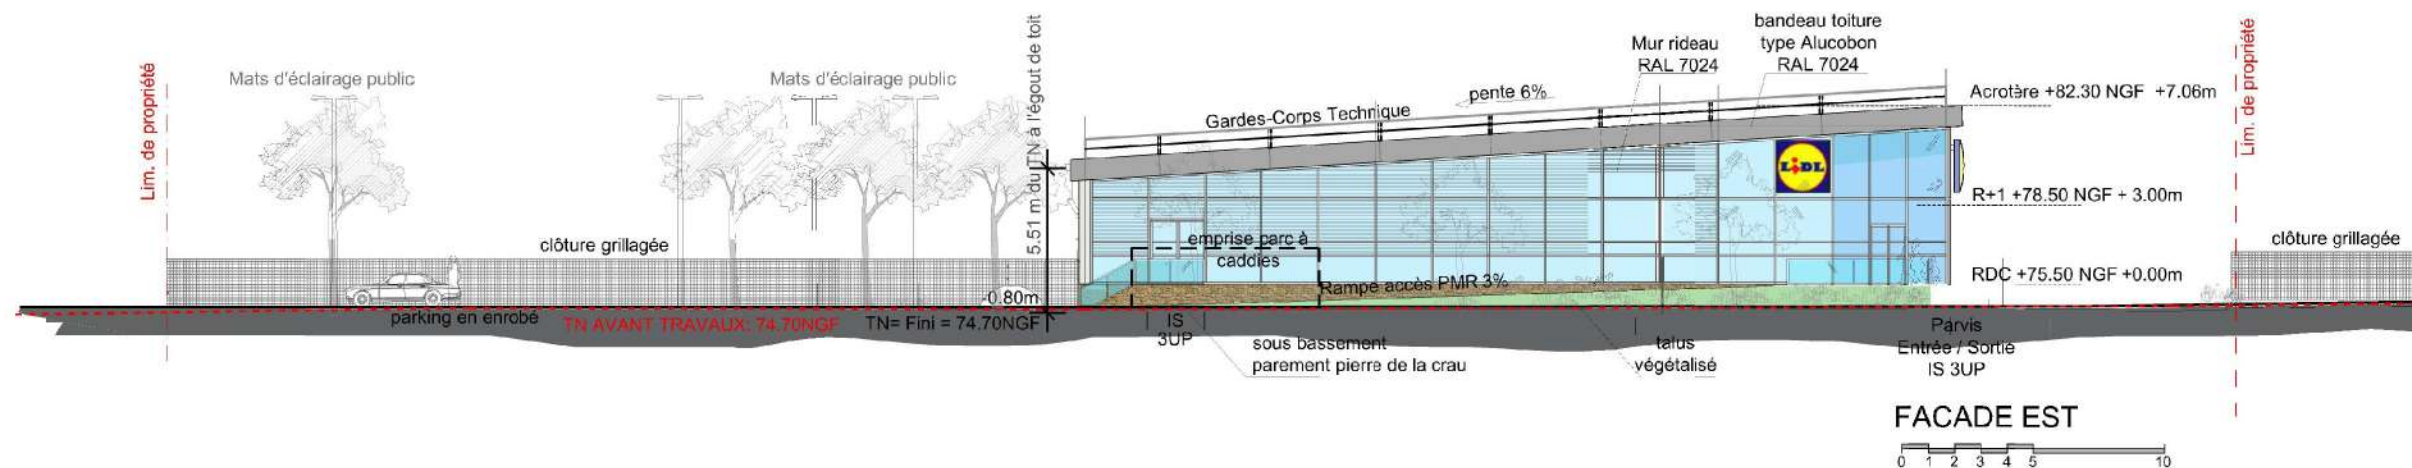 Lim. de propriété
Mats d'éclairage public
Mats d'éclairage public
5.51 m du TN à l'égout de toit
Gardes-Corps Technique
pente 6%
Mur rideau
RAL 7024
bandeau toiture
type Alucobon
RAL 7024
Acrotère +82.30 NGF +7.06m
Lim. de propriété
LiDL
R+1 +78.50 NGF + 3.00m
clôture grillagée
emprise parc à
caddies
clôture grillagée
RDC +75.50 NGF +0.00m
Rampe accès PMR 3%
-0.80m
parking en enrobé
TN AVANT TRAVAUX: 74.70NGF
TN= Fini = 74.70NGF
IS
3UP
sous bassement
parement pierre de la crau
talus
végétalisé
Parvis
Entrée / Sortie
IS 3UP
FACADE EST
0 1 2 3 4 5 10